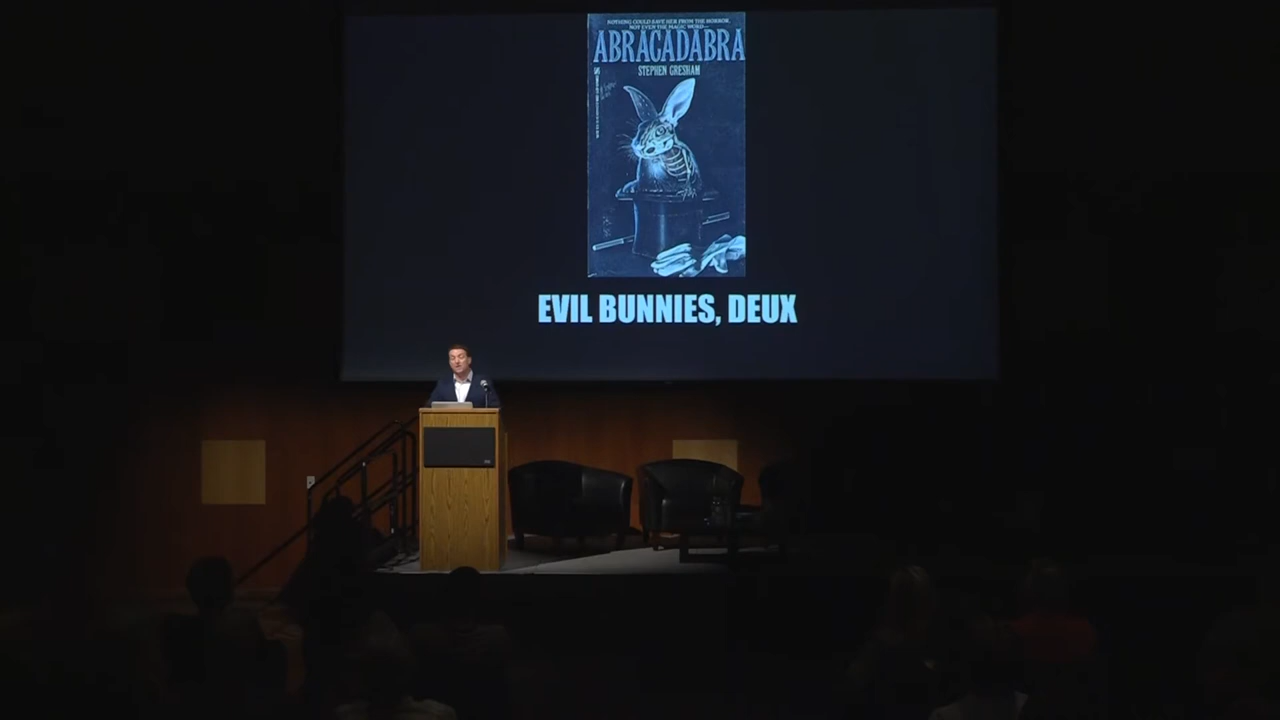 NOTHING COULD SAVE HER FROM THE HORROR,
NOT EVEN THE MAGIC WORD—
ABRACADABRA
STEPHEN GRESHAM
EVIL BUNNIES, DEUX